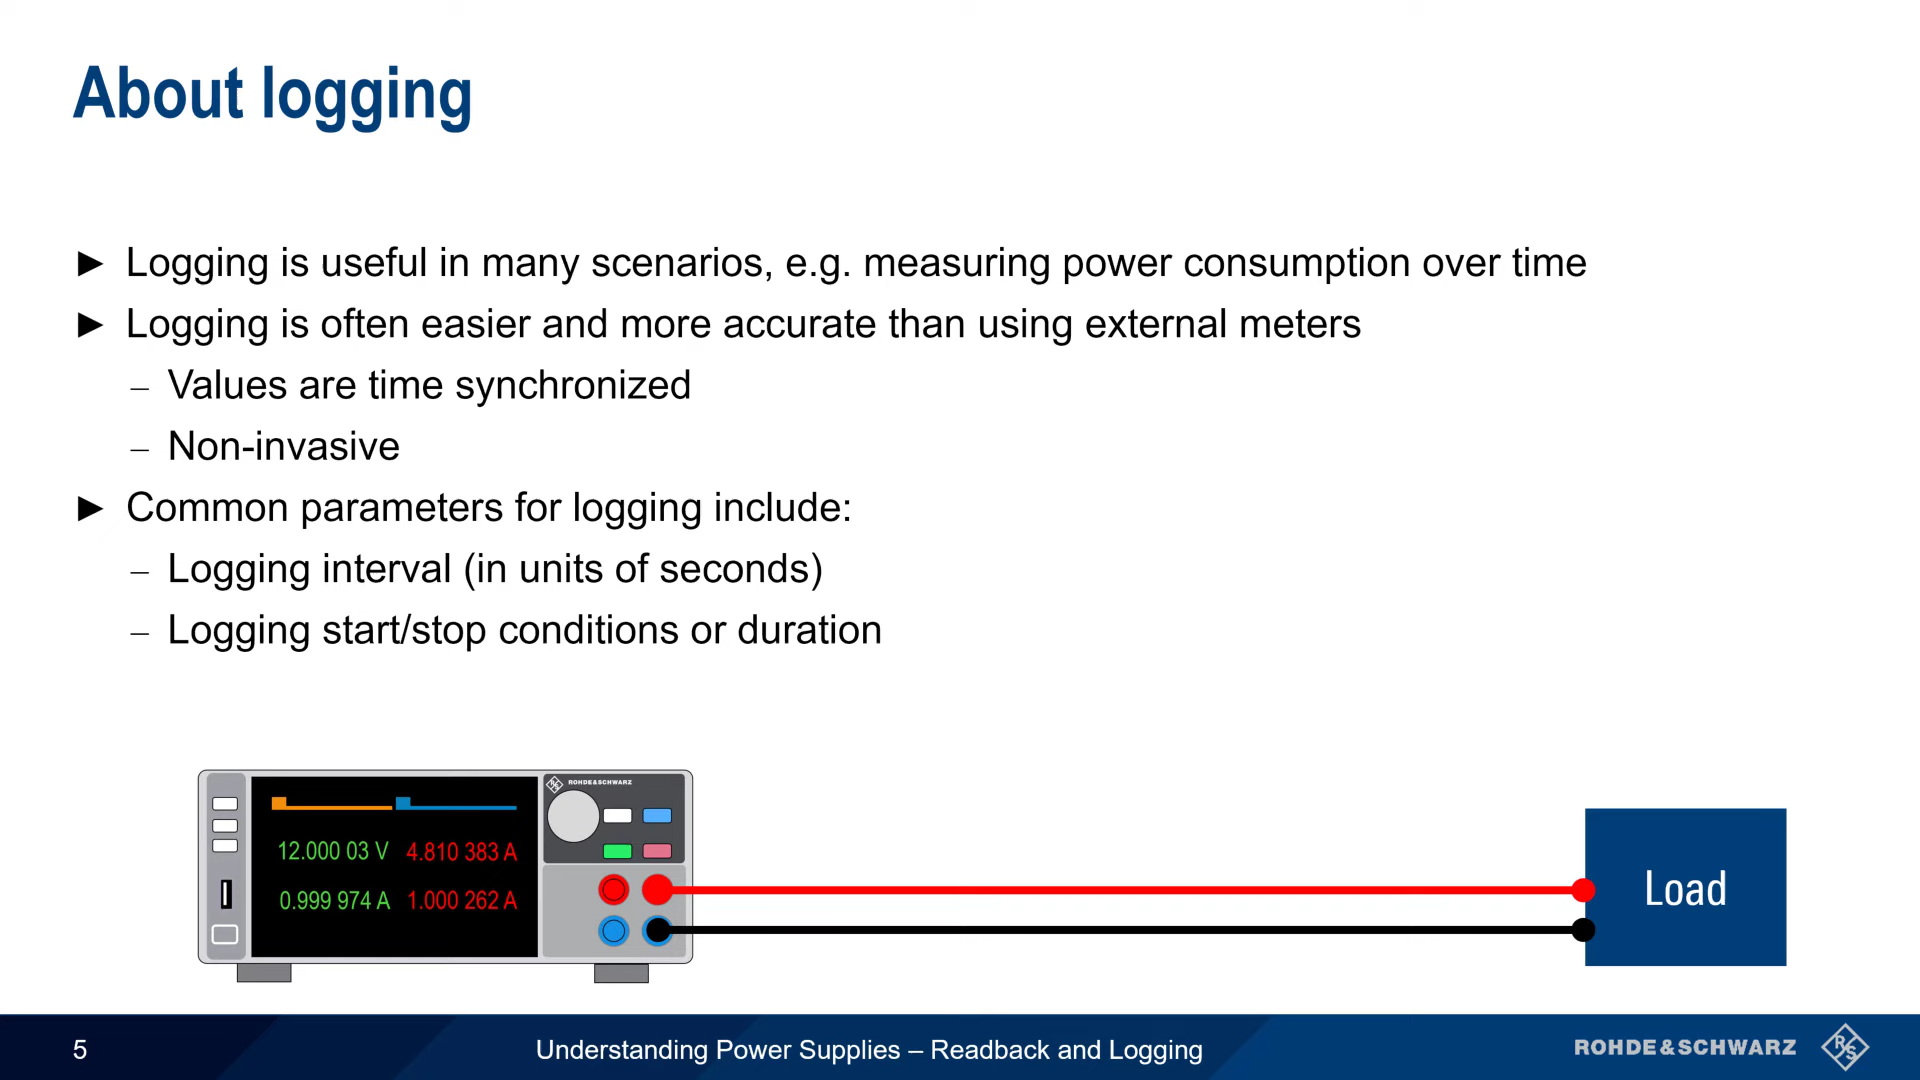 About logging
► Logging is useful in many scenarios, e.g. measuring power consumption over time
► Logging is often easier and more accurate than using external meters
– Values are time synchronized
– Non-invasive
► Common parameters for logging include:
– Logging interval (in units of seconds)
– Logging start/stop conditions or duration
ROHDE&SCHWARZ
12.000 03 V 4.810 383 A
0.999 974 A 1.000 262 A
Load
5
Understanding Power Supplies – Readback and Logging
ROHDE&SCHWARZ